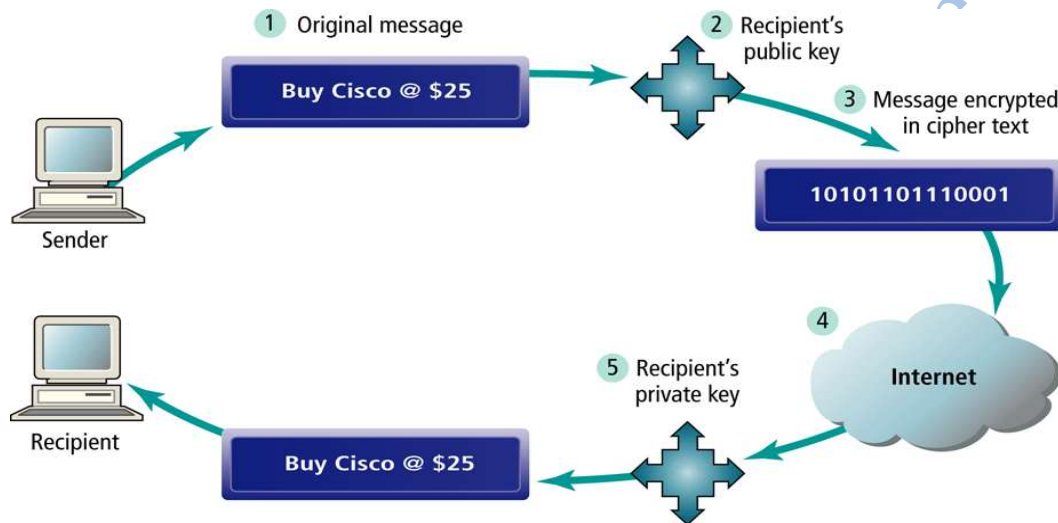 1 Original message
Buy Cisco @ $25
2 Recipient's
public key
3 Message encrypted
in cipher text
10101101110001
Sender
4
Internet
5 Recipient's
private key
Buy Cisco @ $25
Recipient